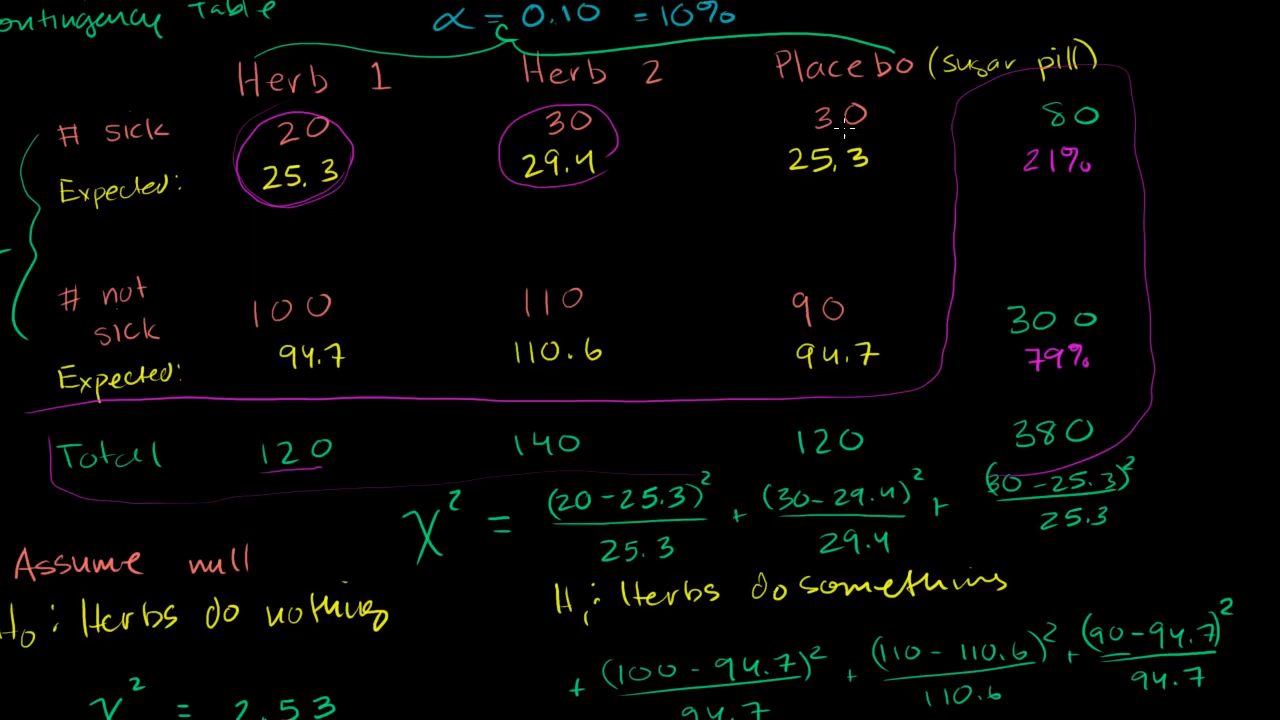 ontingency Table
α = 0.10 = 10%
Herb 1 Herb 2 Placebo (sugar pill)
# sick 20 30 30 80
Expected: 25.3 29.4 25.3 21%
# not sick 100 110 90 300
Expected: 94.7 110.6 94.7 79%
Total 120 140 120 380
χ² = (20-25.3)²/25.3 + (30-29.4)²/29.4 + (30-25.3)²/25.3
Assume null
H₀: Herbs do nothing H₁: Herbs do something
+ (100-94.7)²/94.7 + (110-110.6)²/110.6 + (90-94.7)²/94.7
χ² = 2.53